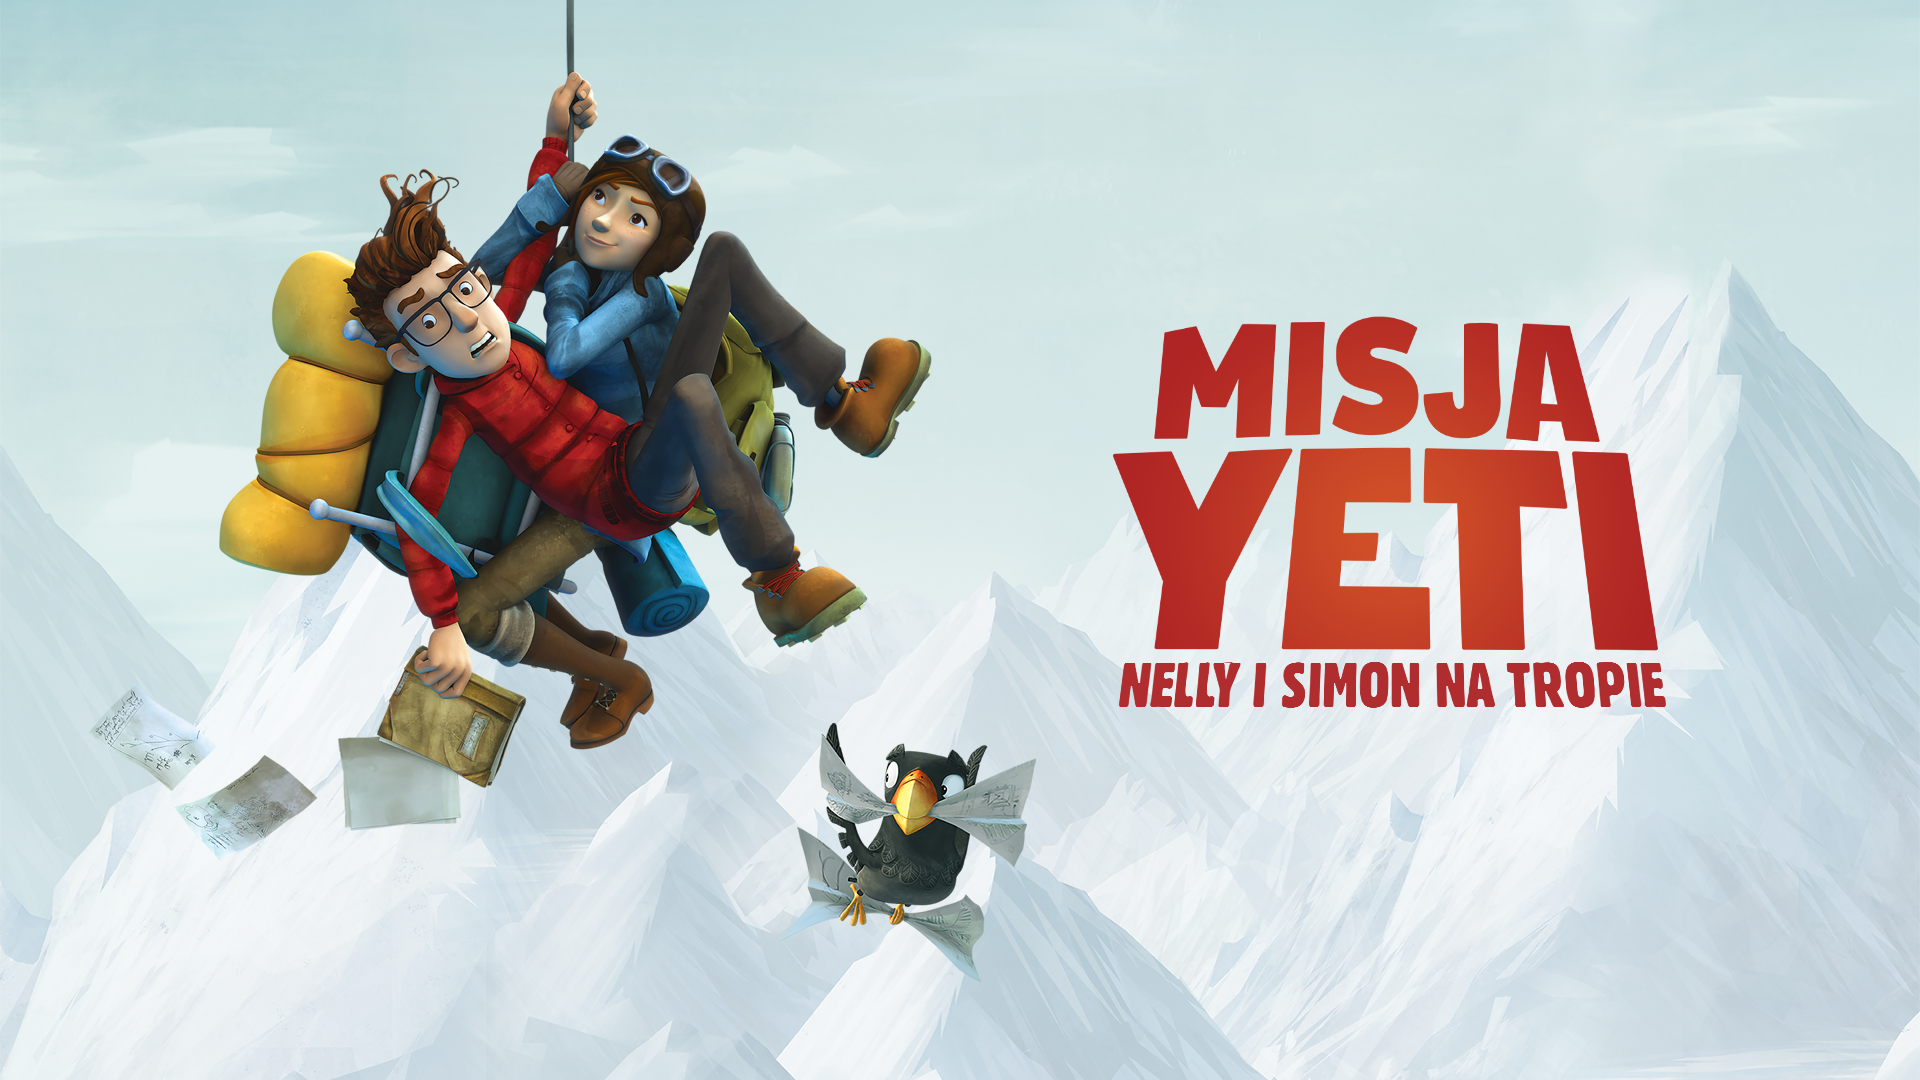 MISJA
YETI
NELLY I SIMON NA TROPIE